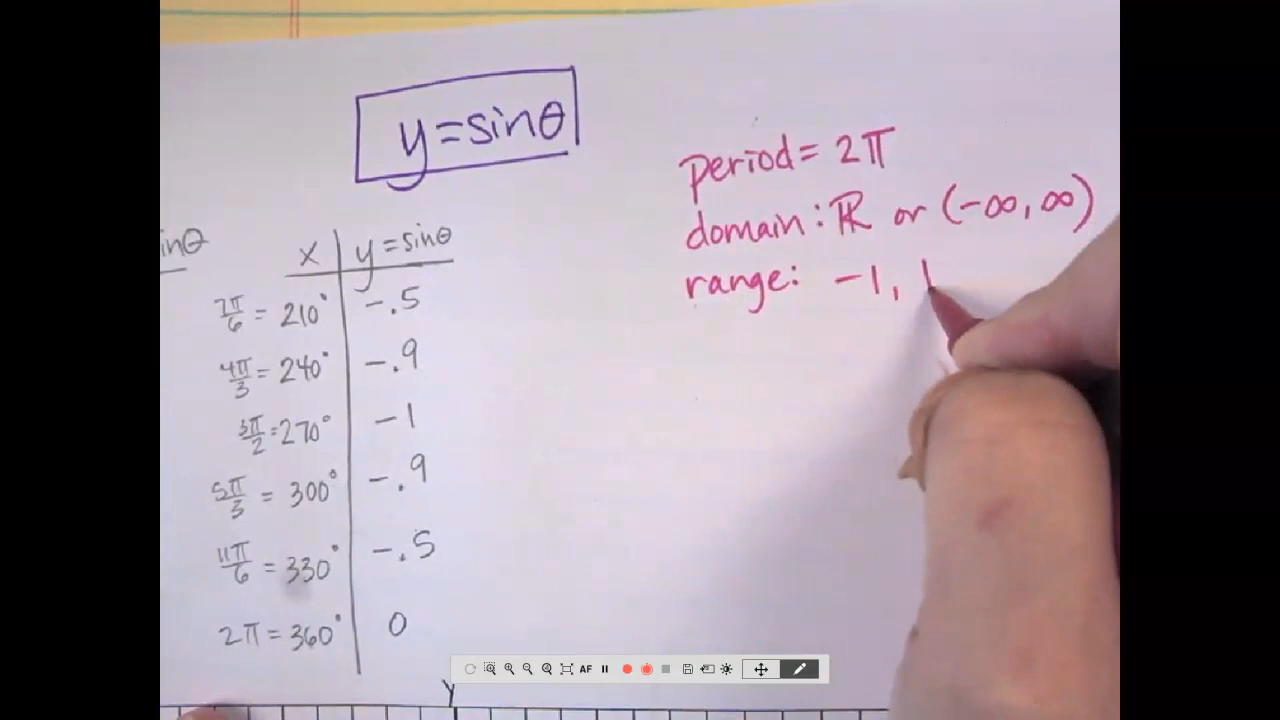 y=sinθ
period= 2π
domain: ℝ or (-∞, ∞)
range: -1, 1
inθ
x y=sinθ
7π/6 = 210° -.5
4π/3 = 240° -.9
3π/2 = 270° -1
5π/3 = 300° -.9
11π/6 = 330° -.5
2π = 360° 0
AF
y